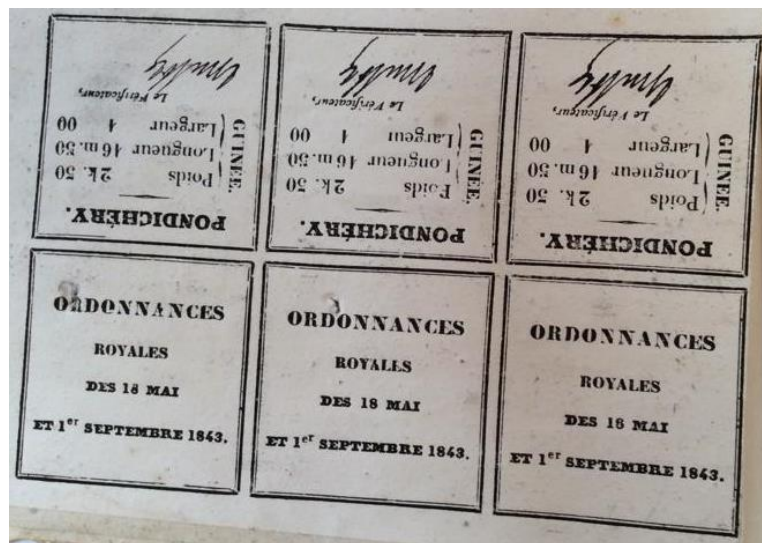 PONDICHÉRY.
GUINÉE.
Poids 2k. 50
Longueur 16 m. 50
Largeur 1 00
Le Vérificateur,
PONDICHÉRY.
GUINÉE.
Poids 2k. 50
Longueur 16 m. 50
Largeur 1 00
Le Vérificateur,
PONDICHÉRY.
GUINÉE.
Poids 2k. 50
Longueur 16 m. 50
Largeur 1 00
Le Vérificateur,
ORDONNANCES
ROYALES
DES 18 MAI
ET 1er SEPTEMBRE 1843.
ORDONNANCES
ROYALES
DES 18 MAI
ET 1er SEPTEMBRE 1843.
ORDONNANCES
ROYALES
DES 18 MAI
ET 1er SEPTEMBRE 1843.